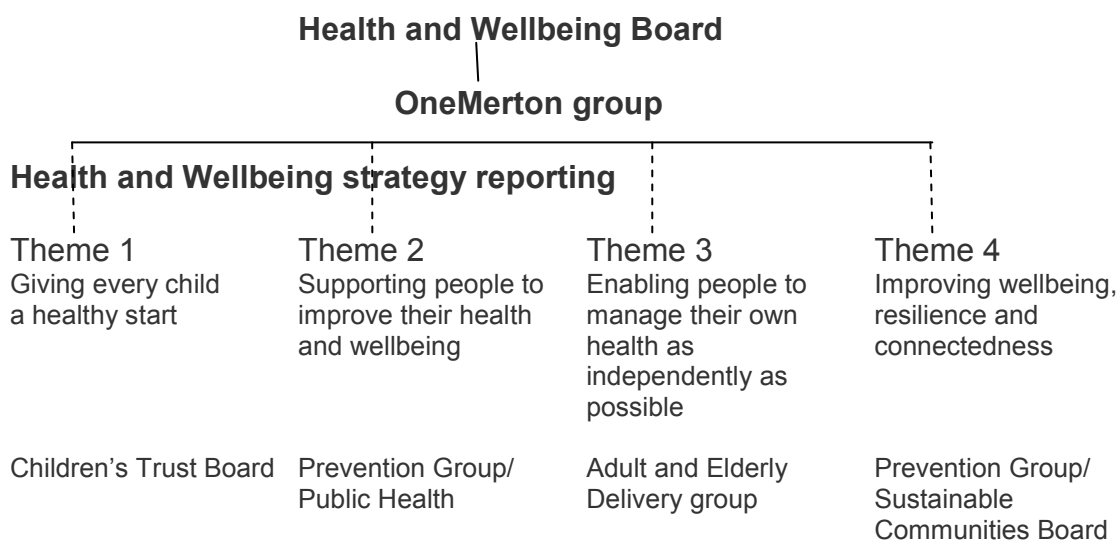 Health and Wellbeing Board
OneMerton group
Health and Wellbeing strategy reporting
Theme 1
Giving every child
a healthy start
Children’s Trust Board
Theme 2
Supporting people to
improve their health
and wellbeing
Prevention Group/
Public Health
Theme 3
Enabling people to
manage their own
health as
independently as
possible
Adult and Elderly
Delivery group
Theme 4
Improving wellbeing,
resilience and
connectedness
Prevention Group/
Sustainable
Communities Board